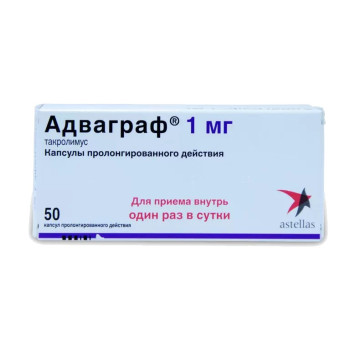 Адваграф® 1 мг
такролимус
Капсулы пролонгированного действия
Для приема внутрь
один раз в сутки
50
капсул пролонгированного действия
astellas